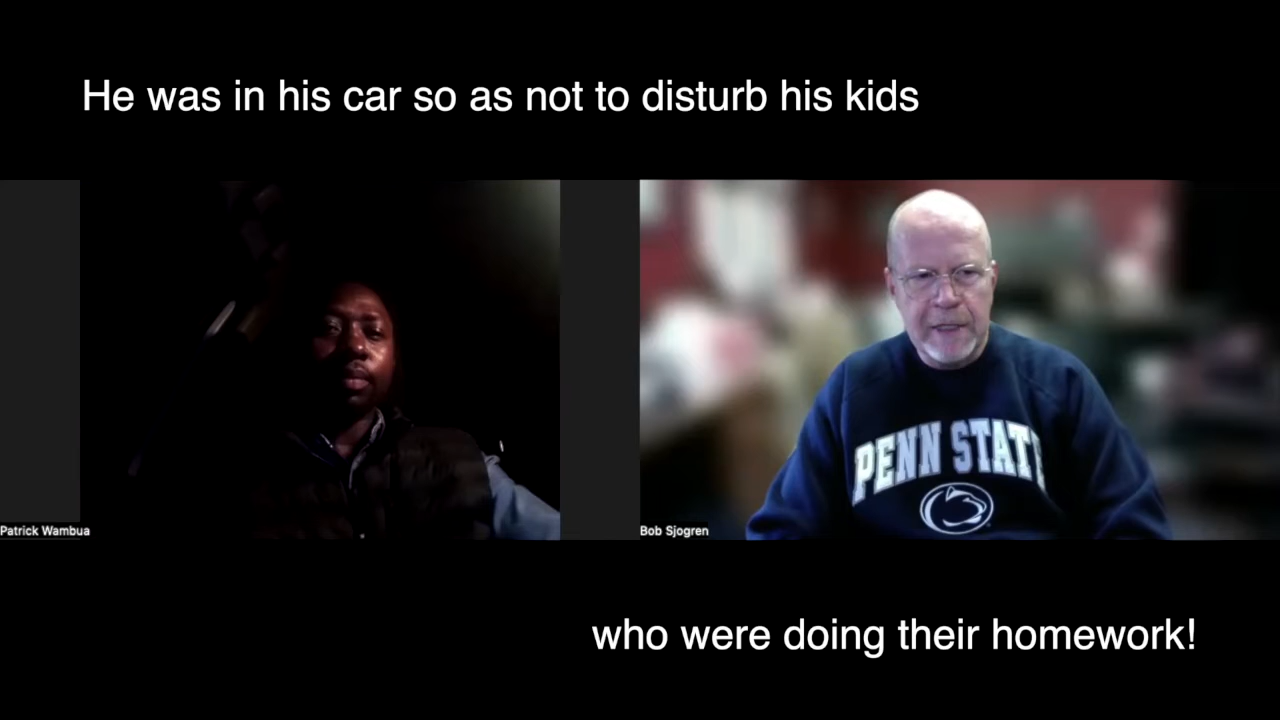 He was in his car so as not to disturb his kids
PENN STATE
Patrick Wambua
Bob Sjogren
who were doing their homework!